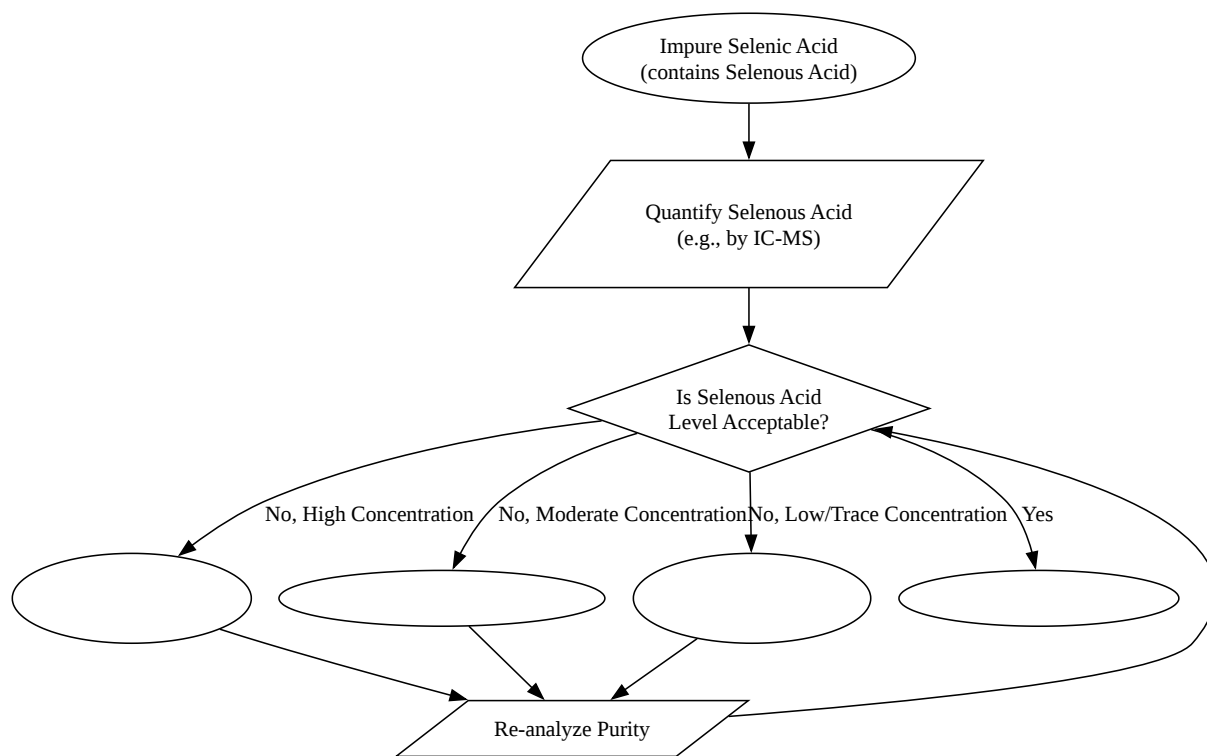 Impure Selenic Acid
(contains Selenous Acid)
Quantify Selenous Acid
(e.g., by IC-MS)
Is Selenous Acid
Level Acceptable?
No, High Concentration
No, Moderate Concentration
No, Low/Trace Concentration
Yes
Re-analyze Purity